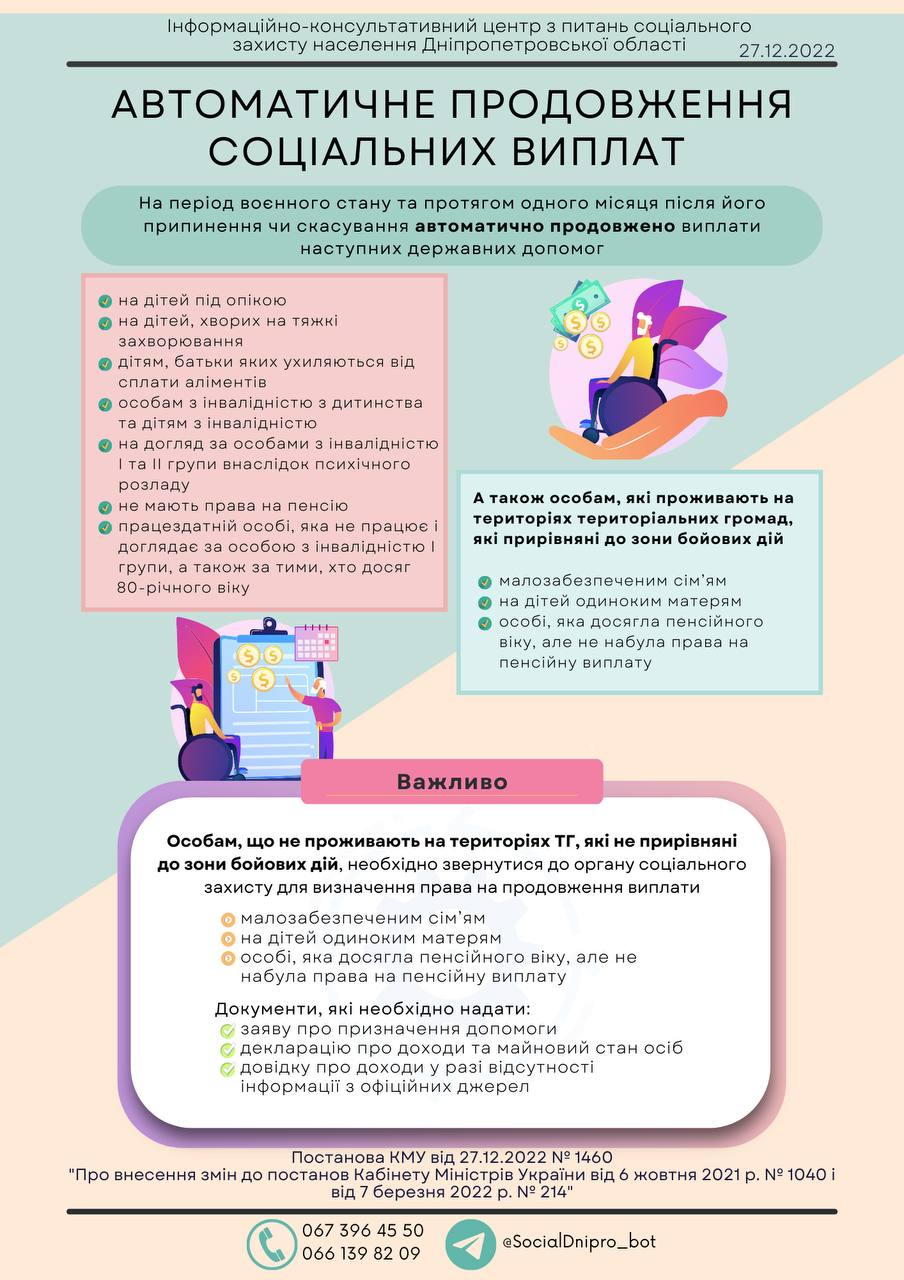 Інформаційно-консультативний центр з питань соціального
захисту населення Дніпропетровської області
27.12.2022
АВТОМАТИЧНЕ ПРОДОВЖЕННЯ
СОЦІАЛЬНИХ ВИПЛАТ
На період воєнного стану та протягом одного місяця після його
припинення чи скасування автоматично продовжено виплати
наступних державних допомог
на дітей під опікою
на дітей, хворих на тяжкі
захворювання
дітям, батьки яких ухиляються від
сплати аліментів
особам з інвалідністю з дитинства
та дітям з інвалідністю
на догляд за особами з інвалідністю
І та ІІ групи внаслідок психічного
розладу
не мають права на пенсію
працездатній особі, яка не працює і
доглядає за особою з інвалідністю І
групи, а також за тими, хто досяг
80-річного віку
А також особам, які проживають на
територіях територіальних громад,
які прирівняні до зони бойових дій
малозабезпеченим сім'ям
на дітей одиноким матерям
особі, яка досягла пенсійного
віку, але не набула права на
пенсійну виплату
Важливо
Особам, що не проживають на територіях ТГ, які не прирівняні
до зони бойових дій, необхідно звернутися до органу соціального
захисту для визначення права на продовження виплати
малозабезпеченим сім'ям
на дітей одиноким матерям
особі, яка досягла пенсійного віку, але не
набула права на пенсійну виплату
Документи, які необхідно надати:
заяву про призначення допомоги
декларацію про доходи та майновий стан осіб
довідку про доходи у разі відсутності
інформації з офіційних джерел
Постанова КМУ від 27.12.2022 № 1460
"Про внесення змін до постанов Кабінету Міністрів України від 6 жовтня 2021 р. № 1040 і
від 7 березня 2022 р. № 214"
067 396 45 50
066 139 82 09
@SocialDnipro_bot